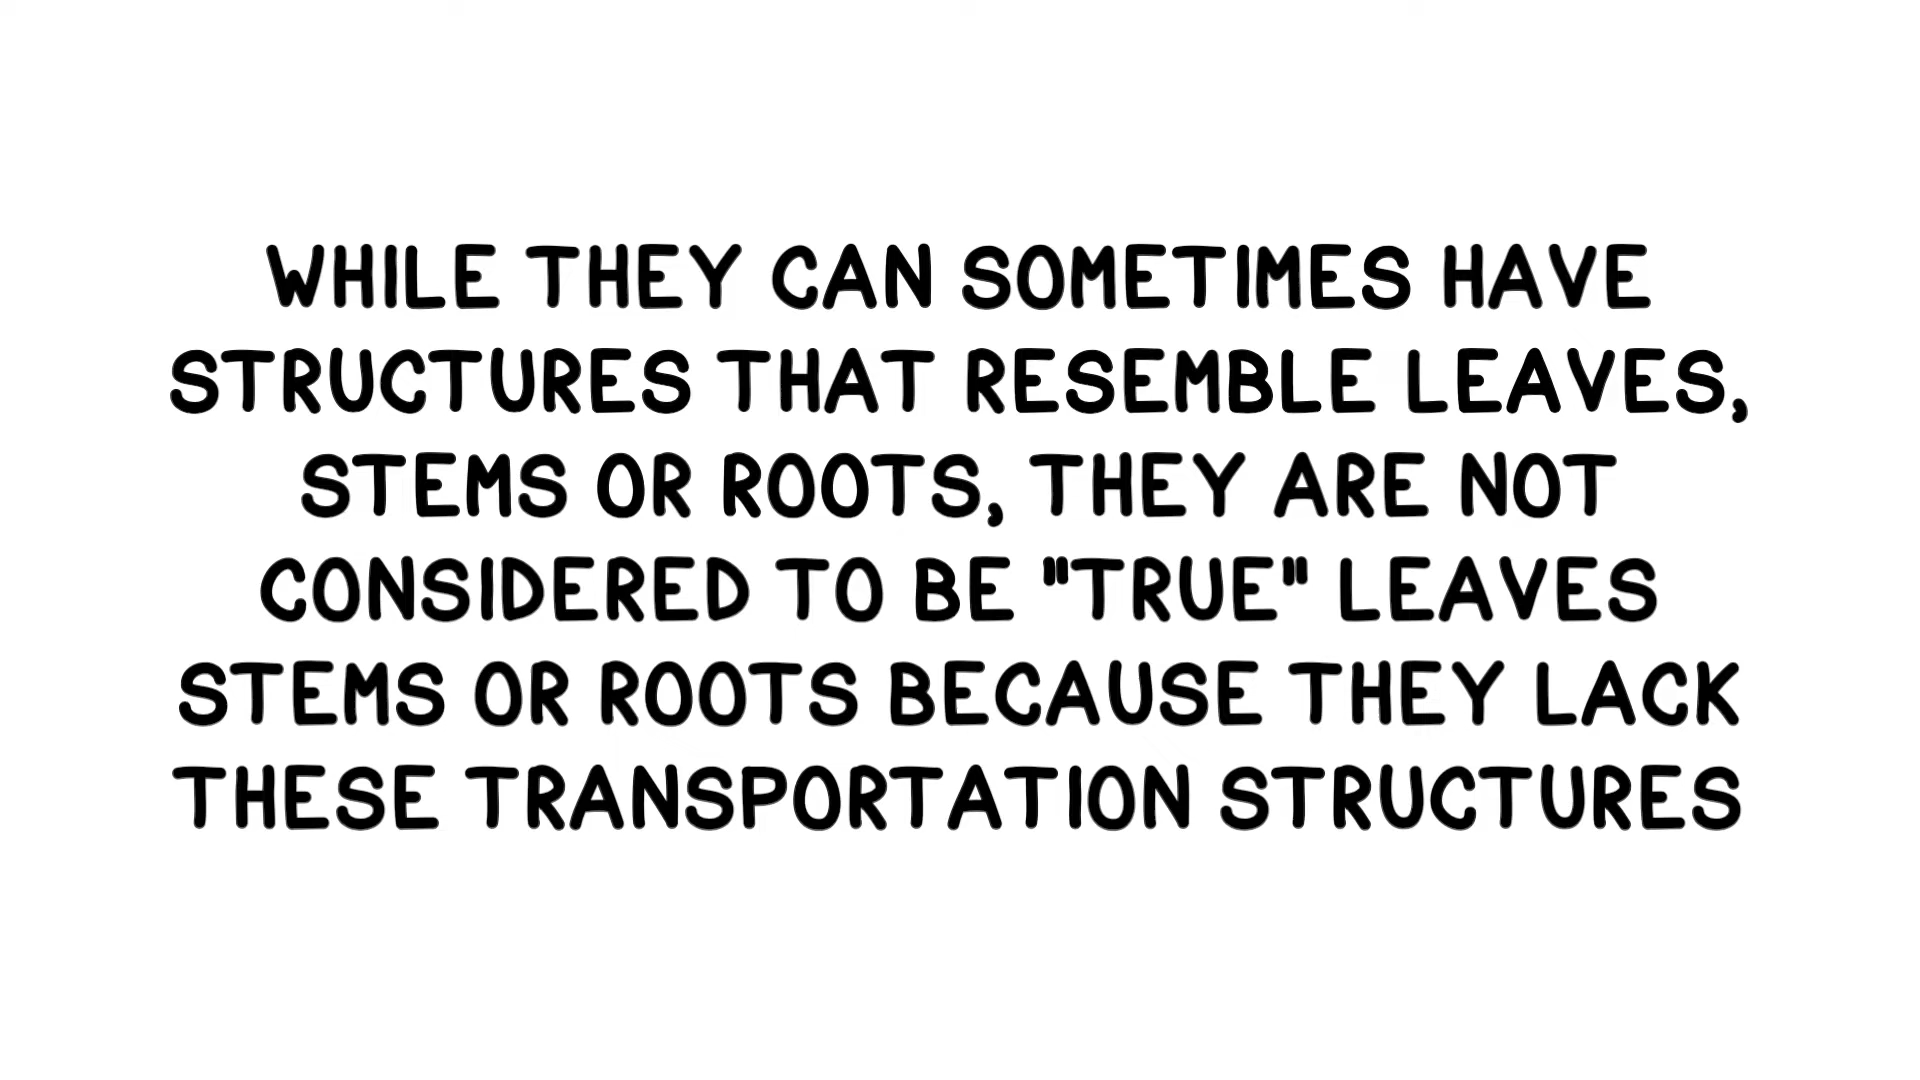 WHILE THEY CAN SOMETIMES HAVE
STRUCTURES THAT RESEMBLE LEAVES,
STEMS OR ROOTS, THEY ARE NOT
CONSIDERED TO BE "TRUE" LEAVES
STEMS OR ROOTS BECAUSE THEY LACK
THESE TRANSPORTATION STRUCTURES